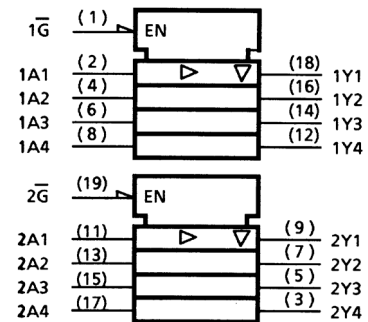 1G̅ (1) EN
1A1 (2) (18) 1Y1
1A2 (4) (16) 1Y2
1A3 (6) (14) 1Y3
1A4 (8) (12) 1Y4
2G̅ (19) EN
2A1 (11) (9) 2Y1
2A2 (13) (7) 2Y2
2A3 (15) (5) 2Y3
2A4 (17) (3) 2Y4